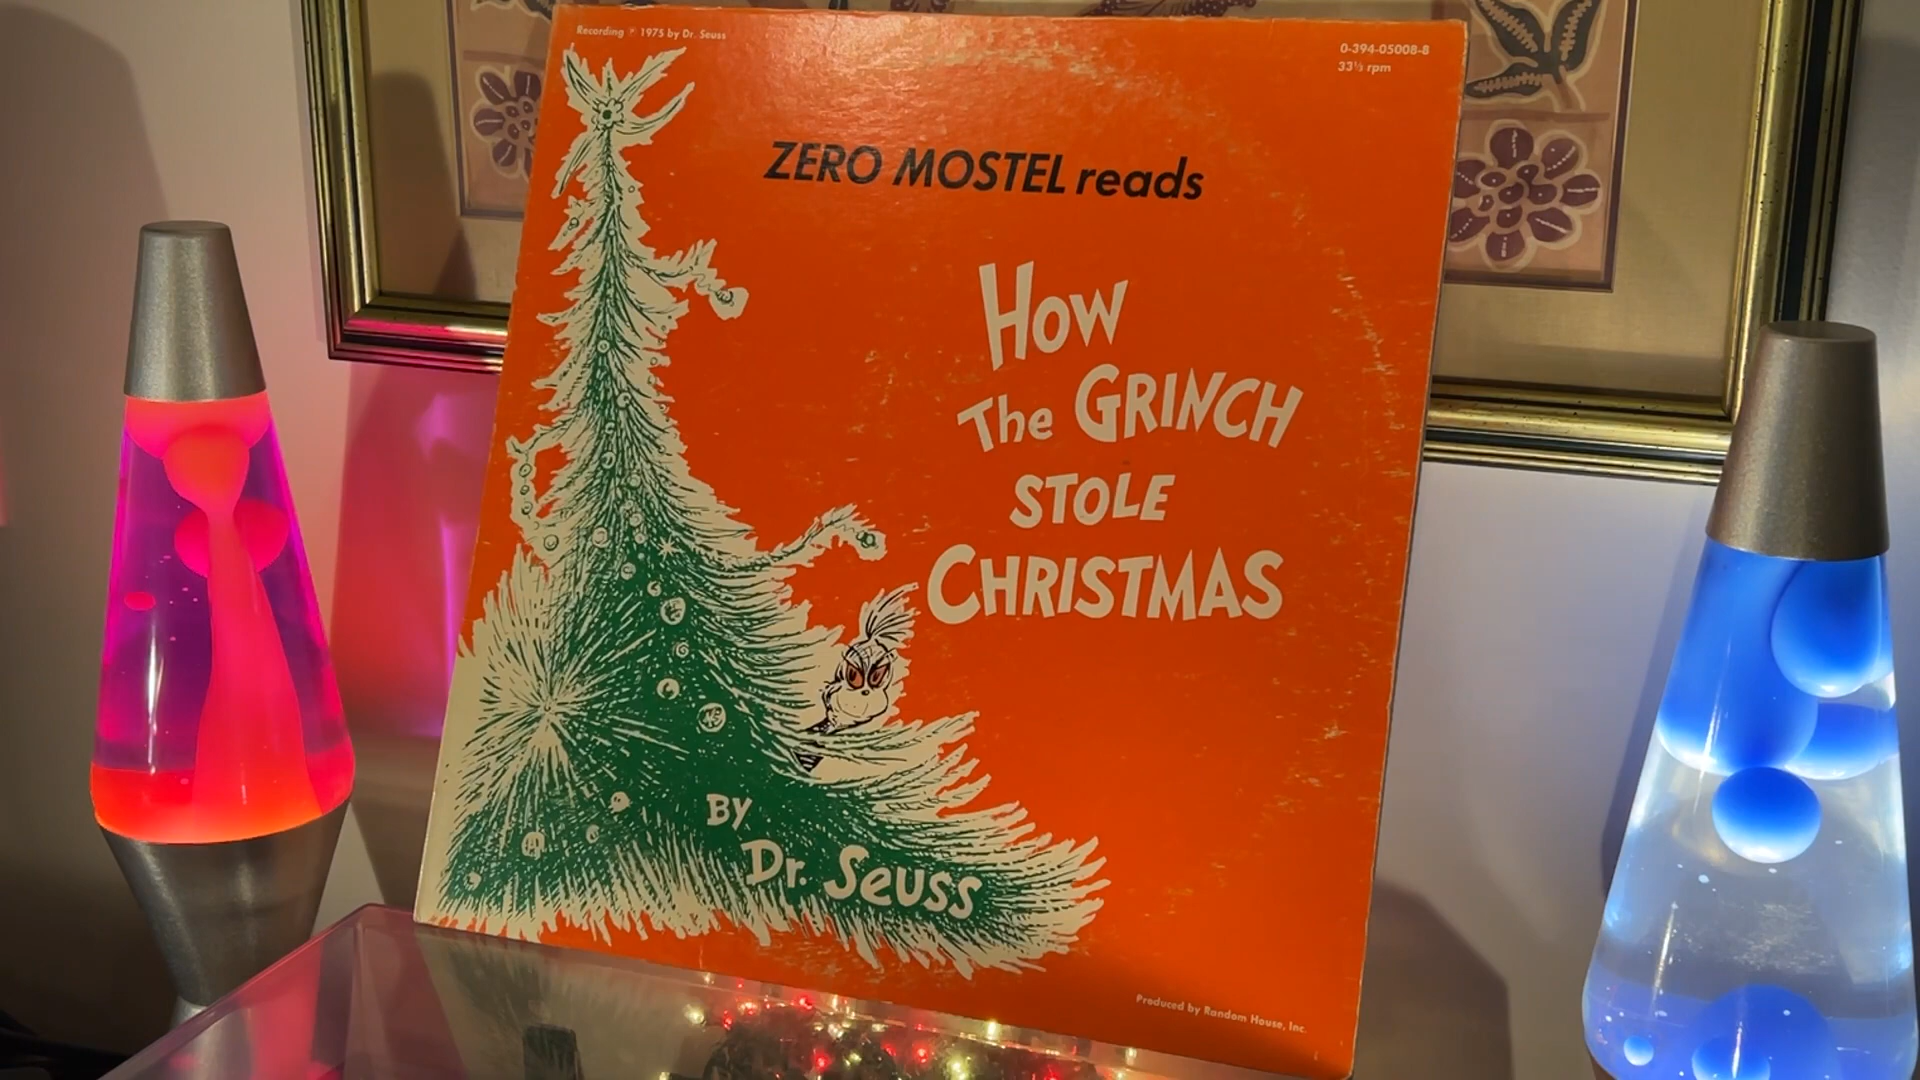 Recording ℗ 1975 by Dr. Seuss
0-394-05008-8
33⅓ rpm
ZERO MOSTEL reads
HOW
The GRINCH
STOLE
CHRISTMAS
BY
Dr. Seuss
Produced by Random House, Inc.